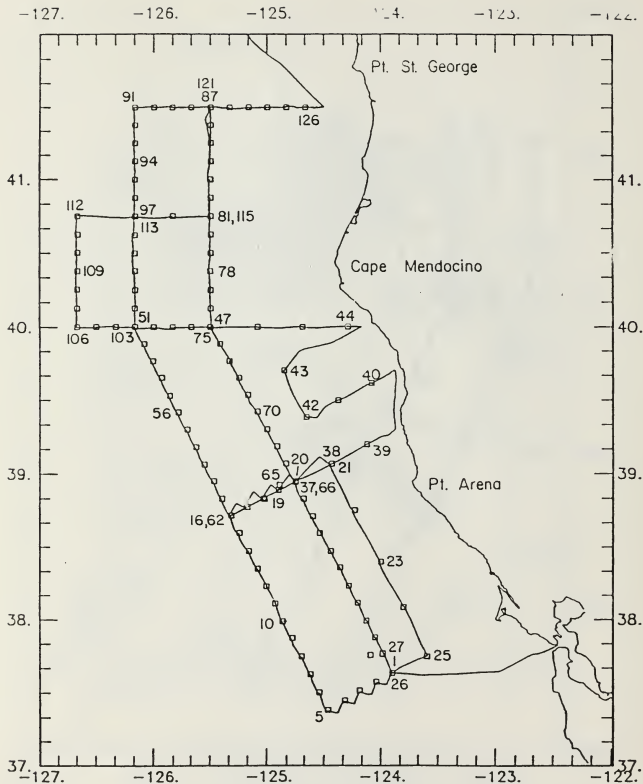 -127. -126. -125. -124. -123. -122.
Pt. St. George
121
91 87
126
94
41. 41.
112 97 81,115
113
Cape Mendocino
109 78
51 47 44
40. 40.
106 103 75
43 40
42
56 70
38
20 21 39
39. 39.
65
37,66
Pt. Arena
16,62 19
23
10
38. 38.
27
1 25
26
5
37. 37.
-127. -126. -125. -124. -123. -122.